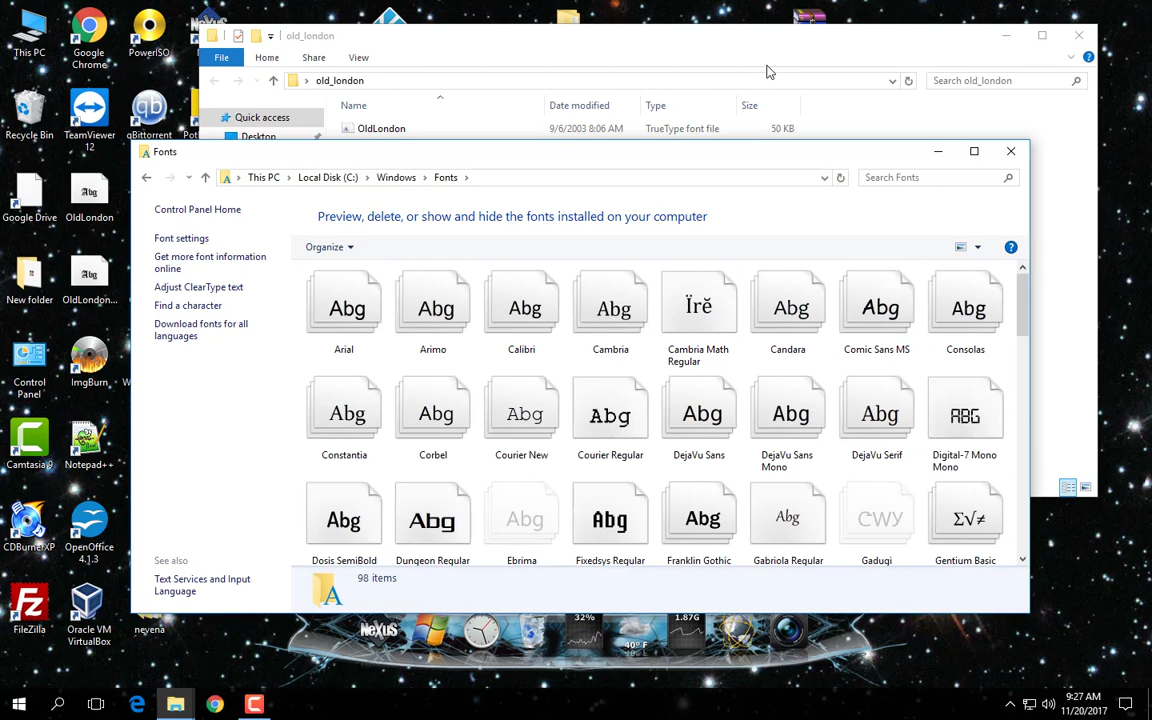 This PC
Google
Chrome
PowerISO
NEXUS
Recycle Bin
TeamViewer
12
qBittorrent
Google Drive
Abg
OldLondon
New folder
Abg
OldLondon...
Control
Panel
ImgBurn
Camtasia 9
Notepad++
CDBurnerXP
OpenOffice
4.1.3
FileZilla
Oracle VM
VirtualBox
nevena
old_london
File
Home
Share
View
old_london
Search old_london
Quick access
Desktop
Name
Date modified
Type
Size
OldLondon
9/6/2003 8:06 AM
TrueType font file
50 KB
Fonts
This PC
Local Disk (C:)
Windows
Fonts
Search Fonts
Control Panel Home
Font settings
Get more font information
online
Adjust ClearType text
Find a character
Download fonts for all
languages
See also
Text Services and Input
Language
Preview, delete, or show and hide the fonts installed on your computer
Organize
Abg Abg Abg Abg Ïrĕ Abg Abg Abg
Arial
Arimo
Calibri
Cambria
Cambria Math
Regular
Candara
Comic Sans MS
Consolas
Abg Abg Abg Abg Abg Abg Abg ABG
Constantia
Corbel
Courier New
Courier Regular
DejaVu Sans
DejaVu Sans
Mono
DejaVu Serif
Digital-7 Mono
Mono
Abg Abg Abg Abg Abg Abg ᏣᎳᎩ Σ√≠
Dosis SemiBold
Dungeon Regular
Ebrima
Fixedsys Regular
Franklin Gothic
Gabriola Regular
Gadugi
Gentium Basic
98 items
NEXUS
32%
40° F
1.87G
9:27 AM
11/20/2017